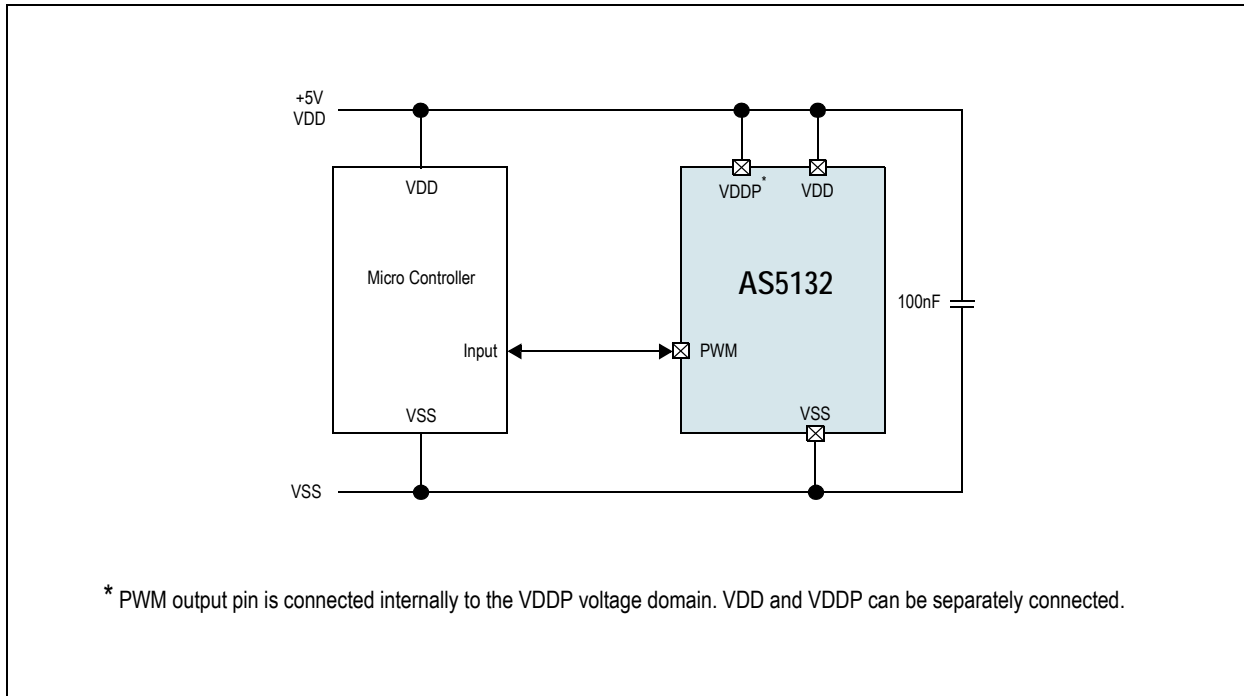 +5V
VDD
VDD
VDDP*
VDD
Micro Controller
AS5132
100nF
Input
PWM
VSS
VSS
VSS
* PWM output pin is connected internally to the VDDP voltage domain. VDD and VDDP can be separately connected.